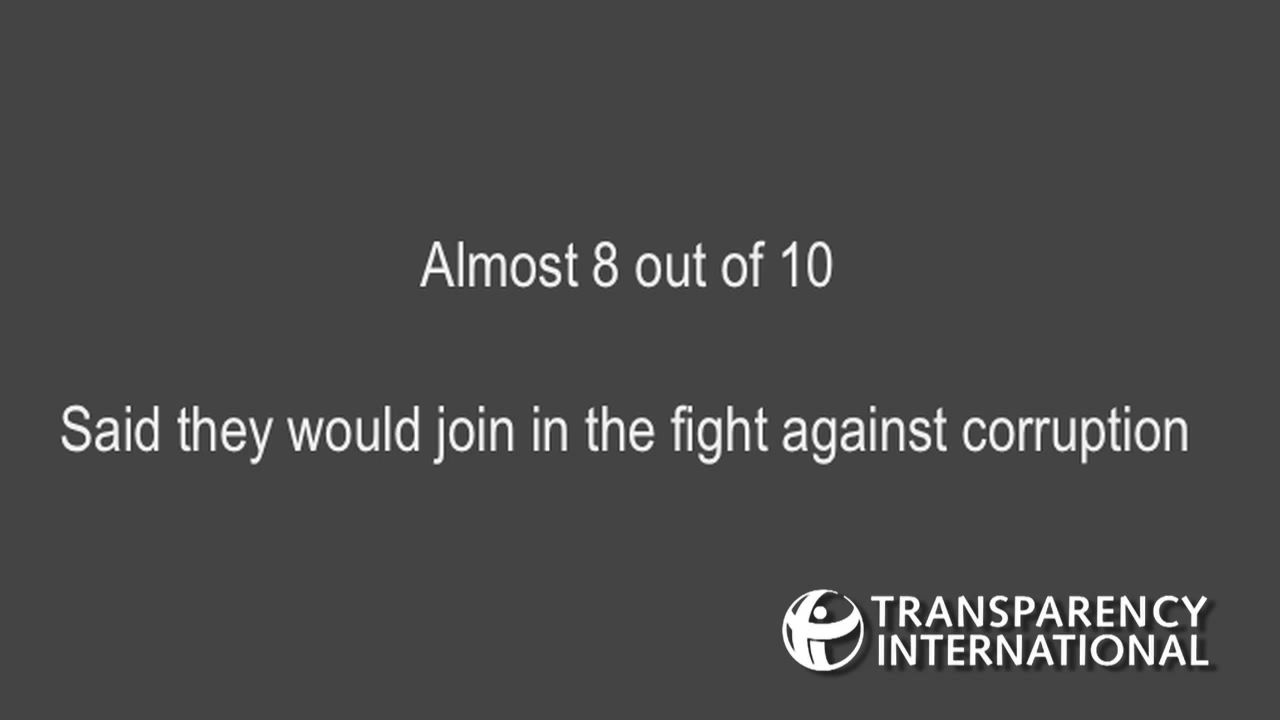 Almost 8 out of 10
Said they would join in the fight against corruption
TRANSPARENCY
INTERNATIONAL